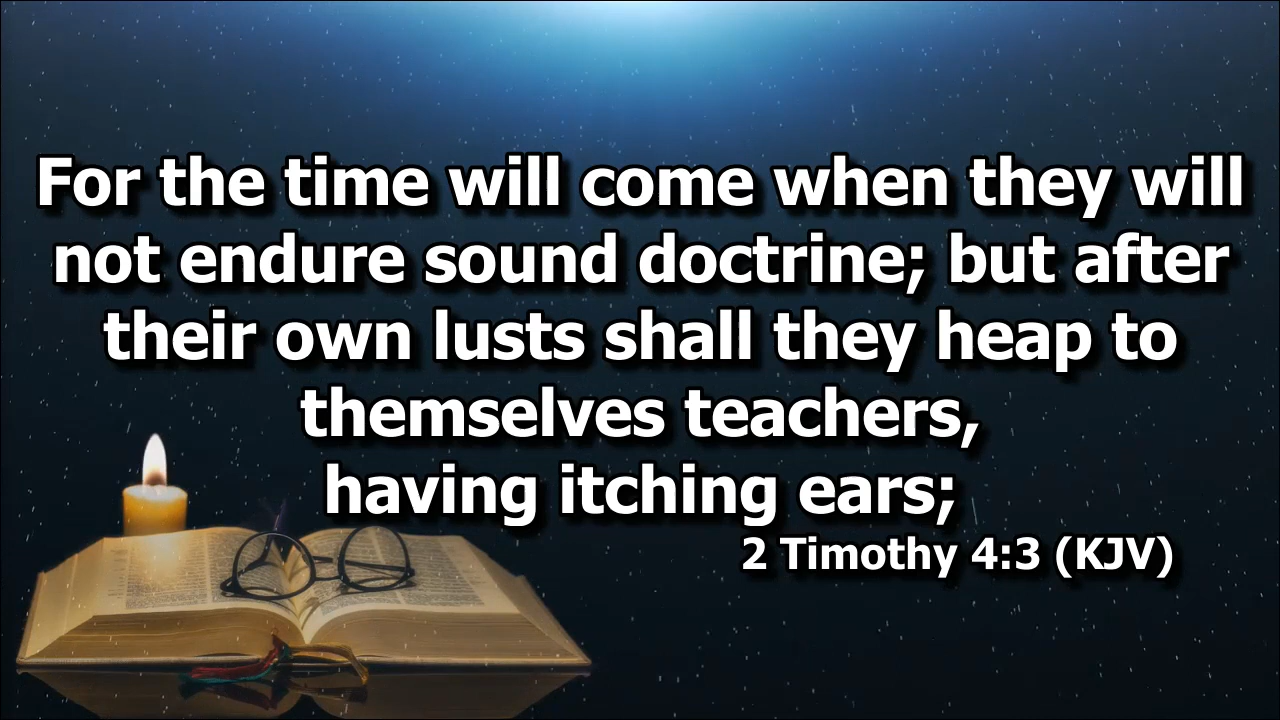 For the time will come when they will
not endure sound doctrine; but after
their own lusts shall they heap to
themselves teachers,
having itching ears;
2 Timothy 4:3 (KJV)